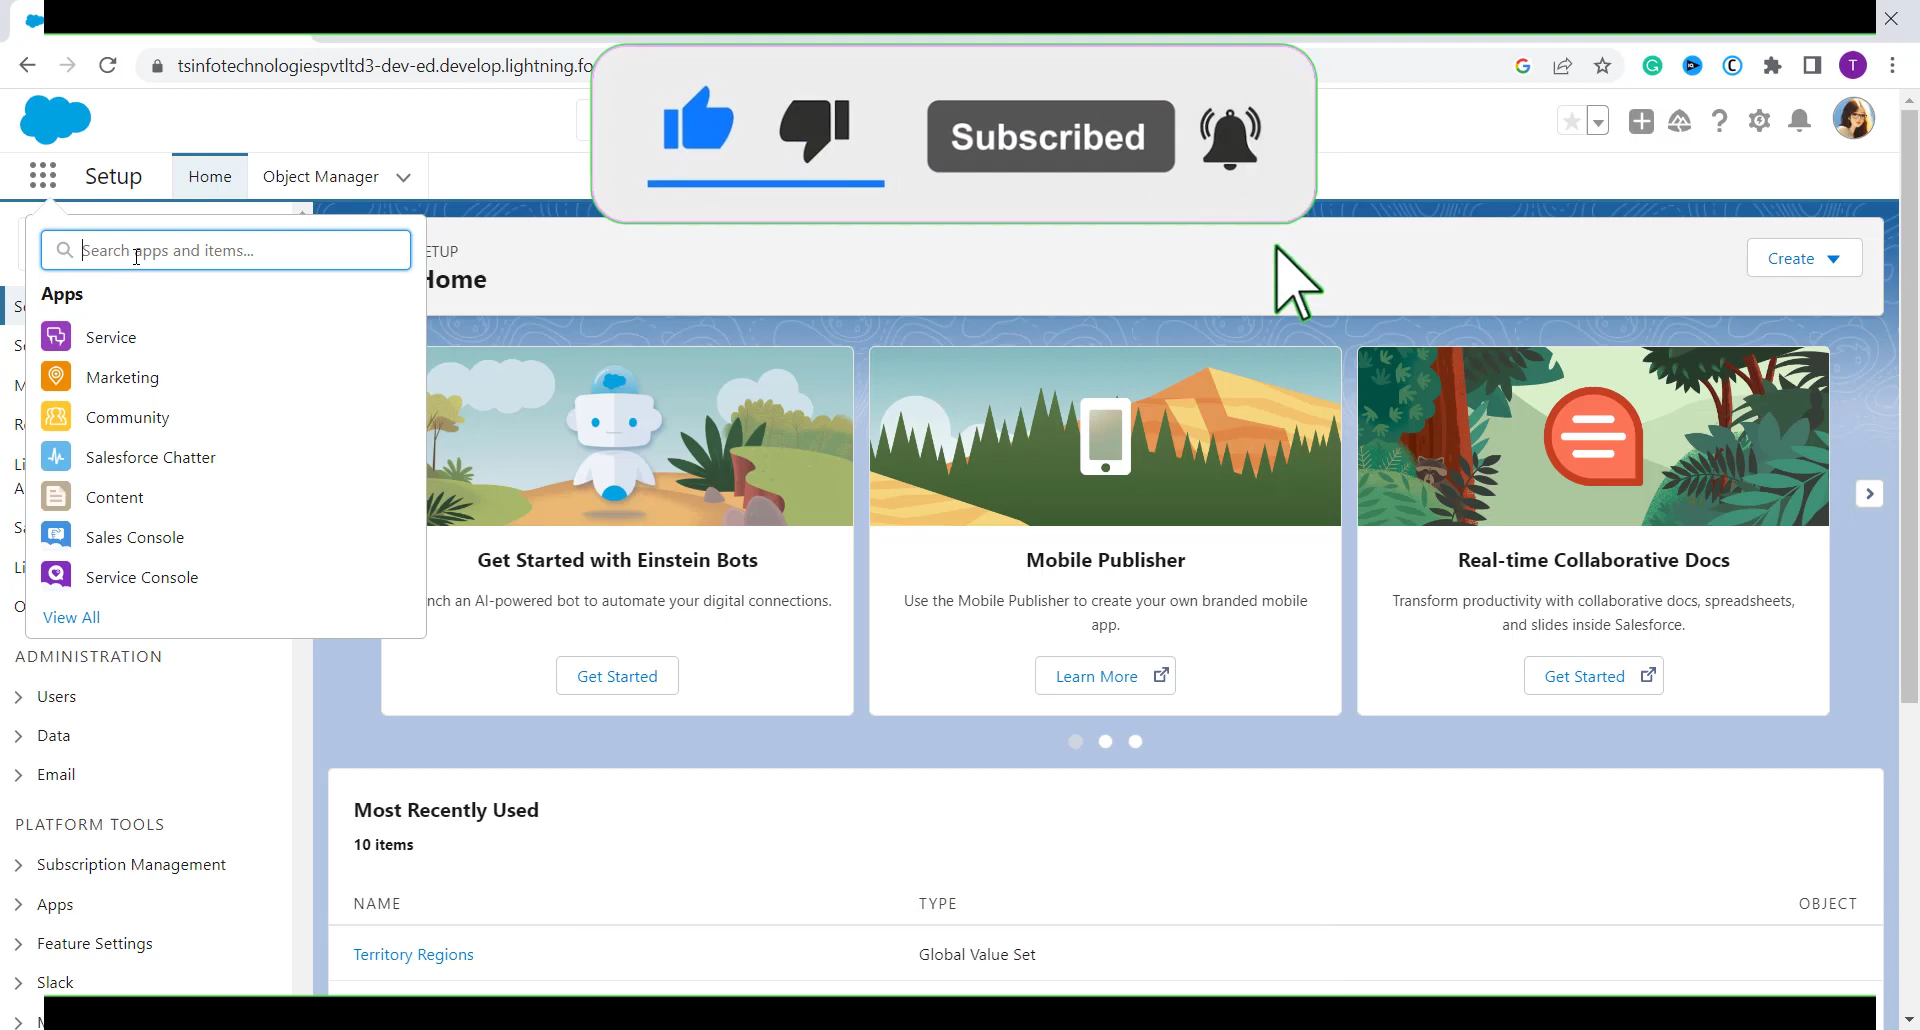 tsinfotechnologiespvtltd3-dev-ed.develop.lightning.fo
T
Subscribed
Setup
Home
Object Manager
Search apps and items...
Apps
Service
Marketing
Community
Salesforce Chatter
Content
Sales Console
Service Console
View All
ETUP
Home
Create
Get Started with Einstein Bots
nch an AI-powered bot to automate your digital connections.
Get Started
Mobile Publisher
Use the Mobile Publisher to create your own branded mobile
app.
Learn More
Real-time Collaborative Docs
Transform productivity with collaborative docs, spreadsheets,
and slides inside Salesforce.
Get Started
ADMINISTRATION
Users
Data
Email
PLATFORM TOOLS
Subscription Management
Apps
Feature Settings
Slack
Most Recently Used
10 items
NAME
TYPE
OBJECT
Territory Regions
Global Value Set